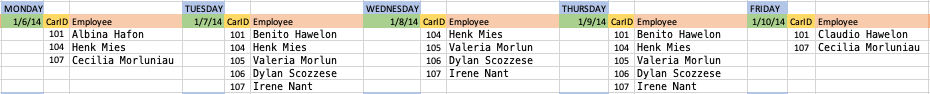 MONDAY TUESDAY WEDNESDAY THURSDAY FRIDAY
1/6/14 CarID Employee 1/7/14 CarID Employee 1/8/14 CarID Employee 1/9/14 CarID Employee 1/10/14 CarID Employee
101 Albina Hafon 101 Benito Hawelon 104 Henk Mies 101 Benito Hawelon 101 Claudio Hawelon
104 Henk Mies 104 Henk Mies 105 Valeria Morlun 104 Henk Mies 107 Cecilia Morluniau
107 Cecilia Morluniau 105 Valeria Morlun 106 Dylan Scozzese 105 Valeria Morlun
106 Dylan Scozzese 107 Irene Nant 106 Dylan Scozzese
107 Irene Nant 107 Irene Nant